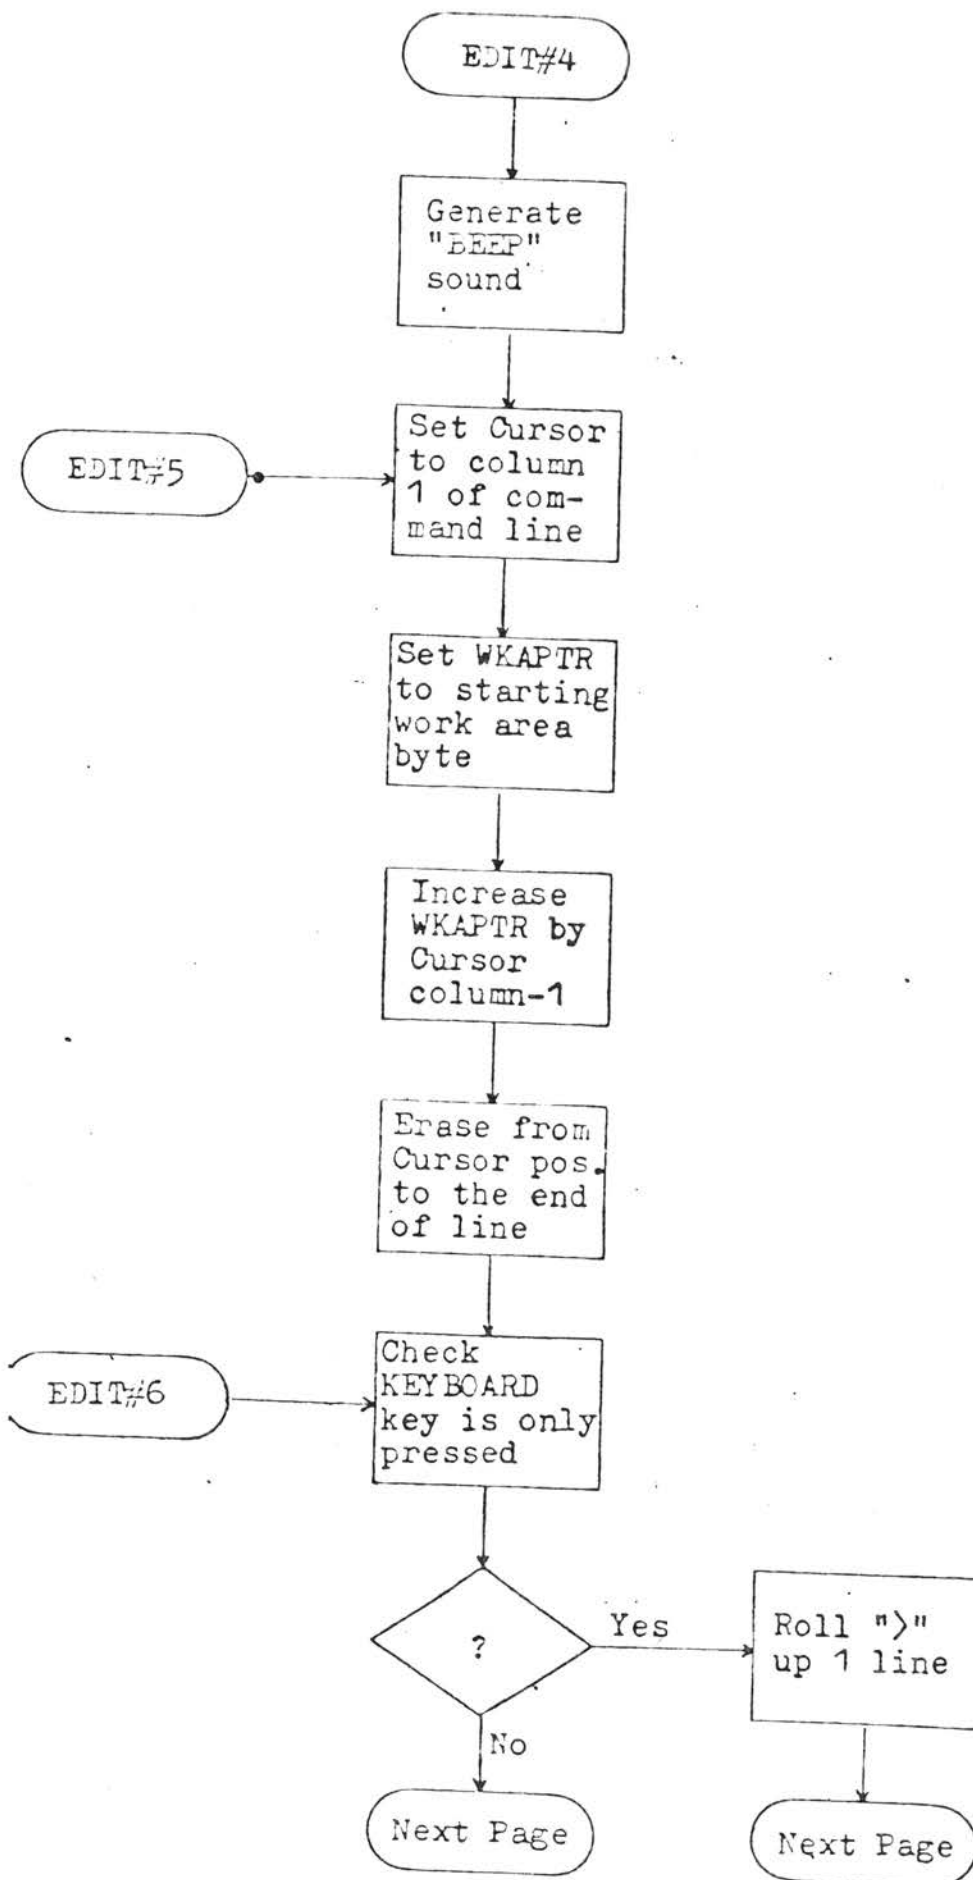 EDIT#4
Generate
"BEEP"
sound
EDIT#5
Set Cursor
to column
1 of com-
mand line
Set WKAPTR
to starting
work area
byte
Increase
WKAPTR by
Cursor
column-1
Erase from
Cursor pos.
to the end
of line
EDIT#6
Check
KEYBOARD
key is only
pressed
?
Yes
Roll ">"
up 1 line
No
Next Page
Next Page